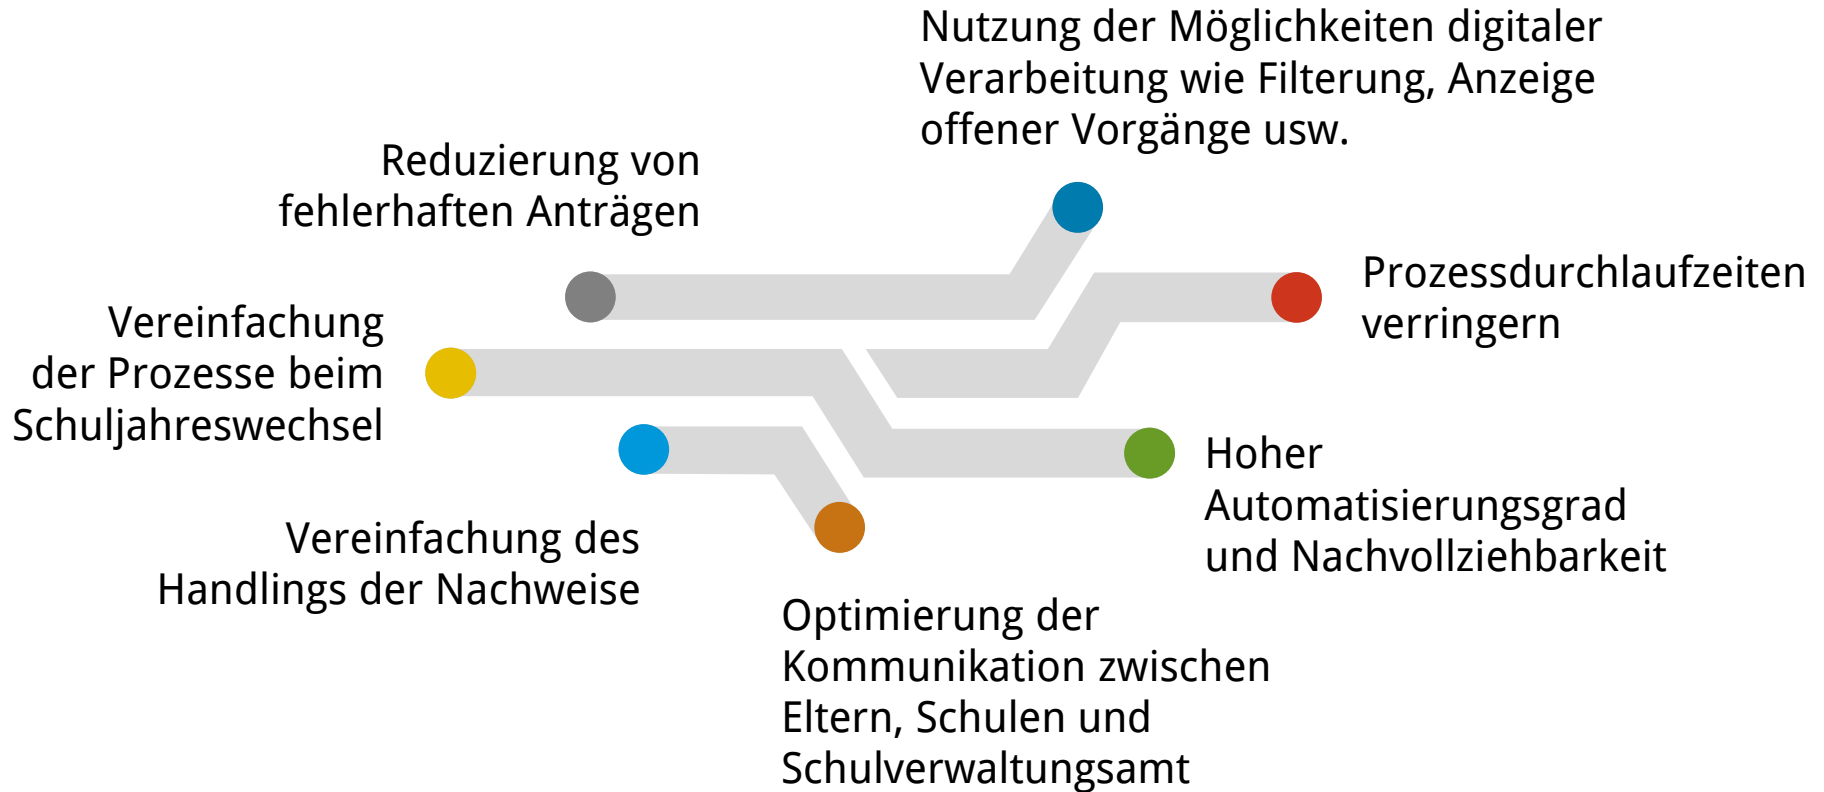 Nutzung der Möglichkeiten digitaler
Verarbeitung wie Filterung, Anzeige
offener Vorgänge usw.
Reduzierung von
fehlerhaften Anträgen
Prozessdurchlaufzeiten
verringern
Vereinfachung
der Prozesse beim
Schuljahreswechsel
Hoher
Automatisierungsgrad
und Nachvollziehbarkeit
Vereinfachung des
Handlings der Nachweise
Optimierung der
Kommunikation zwischen
Eltern, Schulen und
Schulverwaltungsamt